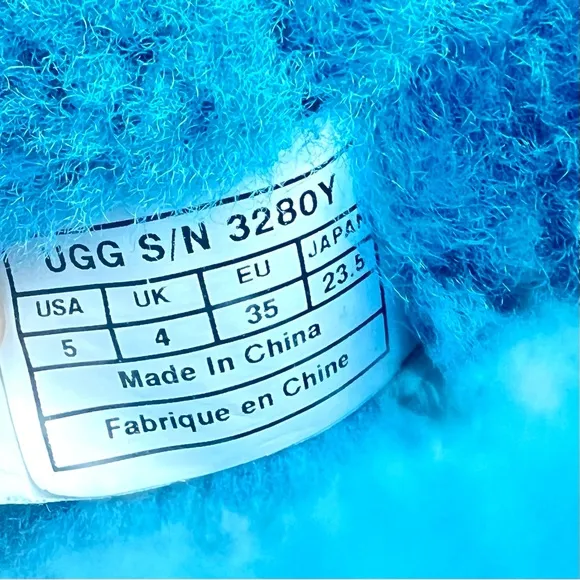 UGG S/N 3280Y
USA UK EU JAPAN
5 4 35 23.5
Made In China
Fabrique en Chine